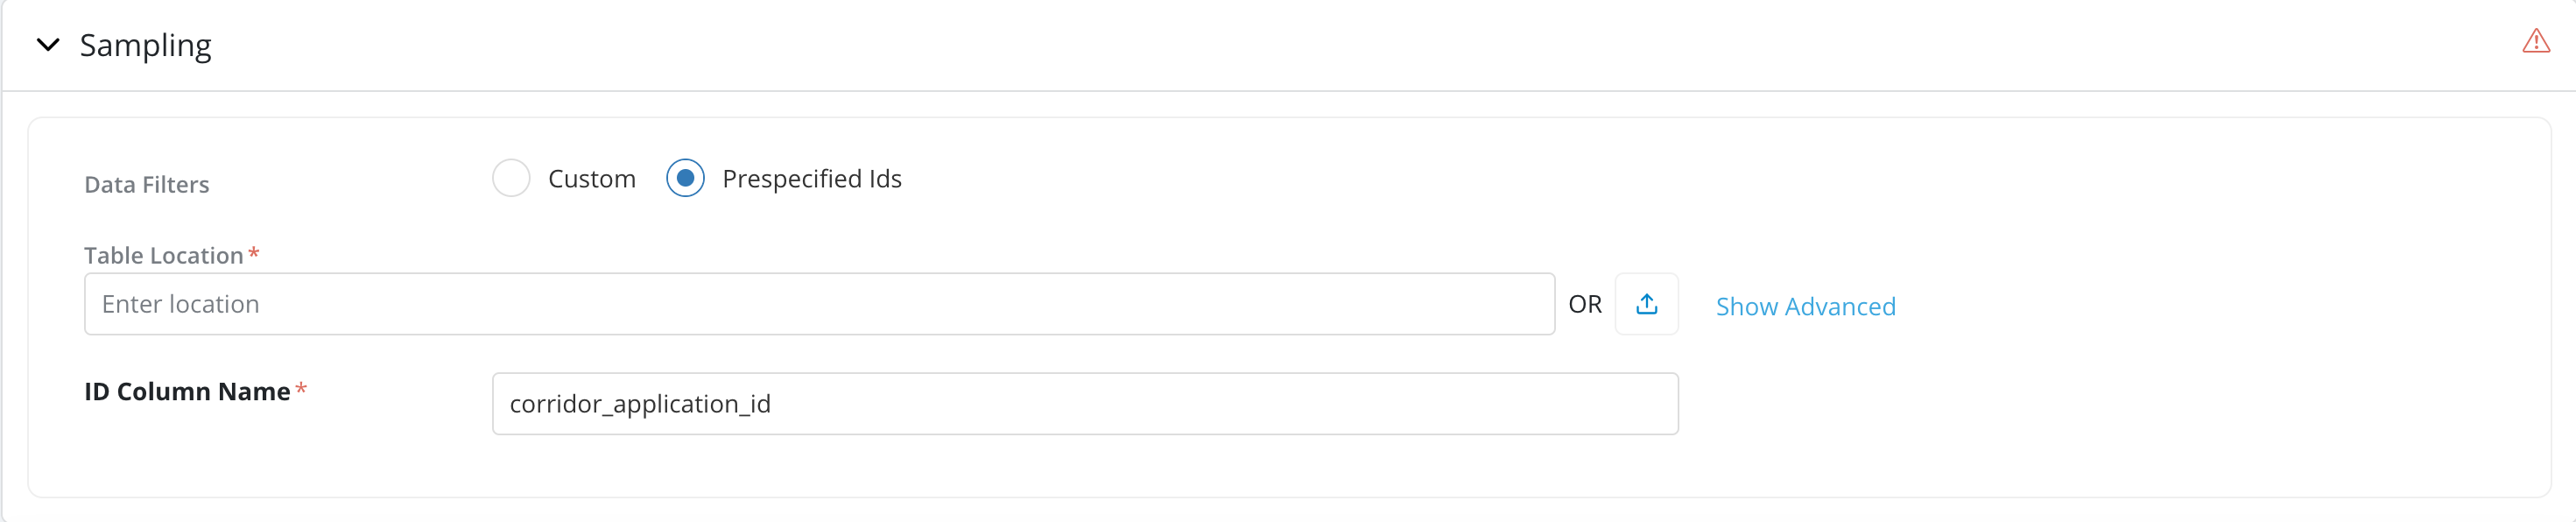 Sampling
Data Filters
Custom
Prespecified Ids
Table Location*
Enter location
OR
Show Advanced
ID Column Name*
corridor_application_id